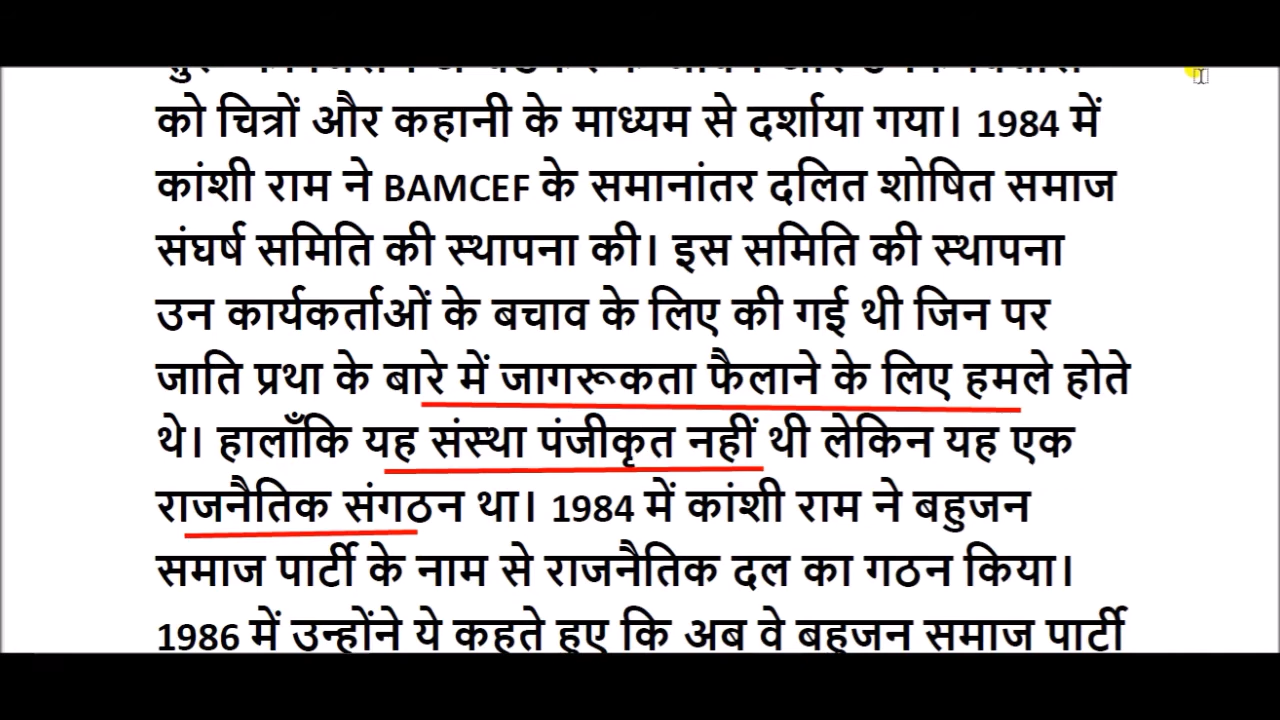 को चित्रों और कहानी के माध्यम से दर्शाया गया। 1984 में
कांशी राम ने BAMCEF के समानांतर दलित शोषित समाज
संघर्ष समिति की स्थापना की। इस समिति की स्थापना
उन कार्यकर्ताओं के बचाव के लिए की गई थी जिन पर
जाति प्रथा के बारे में जागरूकता फैलाने के लिए हमले होते
थे। हालाँकि यह संस्था पंजीकृत नहीं थी लेकिन यह एक
राजनैतिक संगठन था। 1984 में कांशी राम ने बहुजन
समाज पार्टी के नाम से राजनैतिक दल का गठन किया।
1986 में उन्होंने ये कहते हुए कि अब वे बहुजन समाज पार्टी